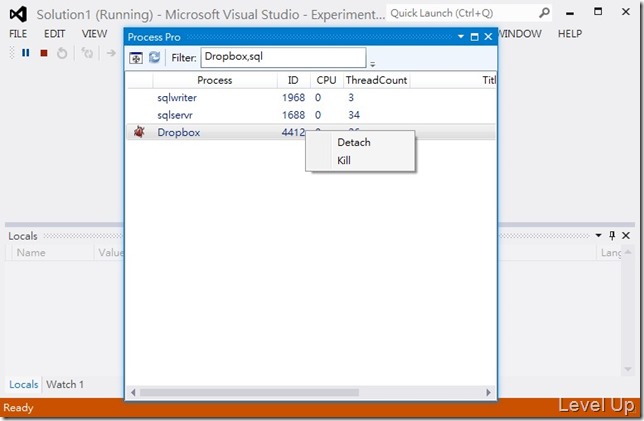 Solution1 (Running) - Microsoft Visual Studio - Experiment
Quick Launch (Ctrl+Q)
FILE EDIT VIEW WINDOW HELP
Process Pro
Filter: Dropbox,sql
Process ID CPU ThreadCount Titl
sqlwriter 1968 0 3
sqlservr 1688 0 34
Dropbox 4412
Detach
Kill
Locals
Name Value Lang
Locals Watch 1
Ready
Level Up